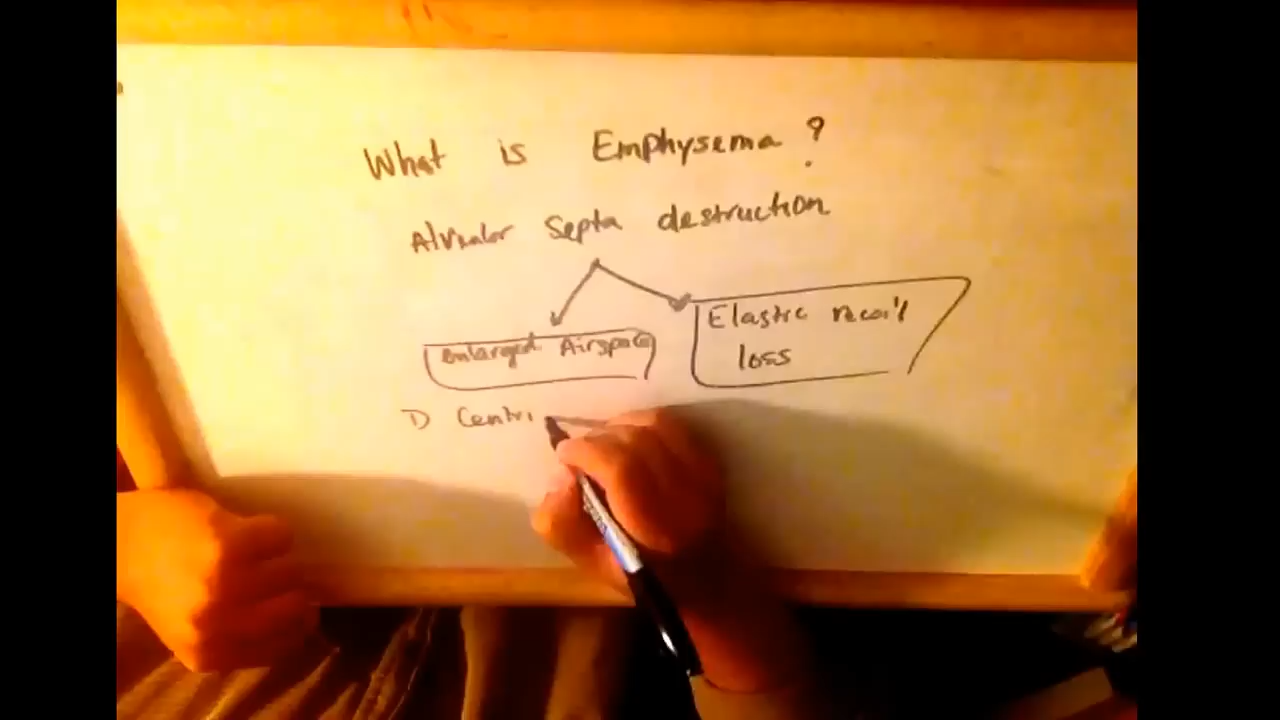 What is Emphysema ?
Alveolar Septa destruction
enlarged Airspace
Elastic recoil
loss
1) Centri